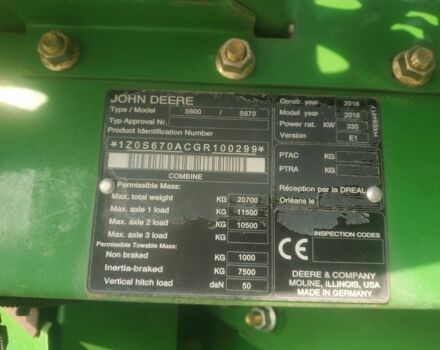 JOHN DEERE
Type / Model S600 / S670
Typ Approval Nr.
Product Identification Number
*1Z0S670ACGR100299*
COMBINE
Permissible Mass:
Max. total weight KG 20700
Max. axle 1 load KG 11500
Max. axle 2 load KG 10500
Max. axle 3 load KG
Permissible Towable Mass:
Non braked KG 1000
Inertia-braked KG 7500
Vertical hitch load daN 50
Constr. year 2016
Model year 2016
Power rat. KW 335
Version E1
PTAC KG
PTRA KG
Réception par la DREAL
Orléans le
CE
INSPECTION CODES
DEERE & COMPANY
MOLINE, ILLINOIS, USA
MADE IN GERMANY